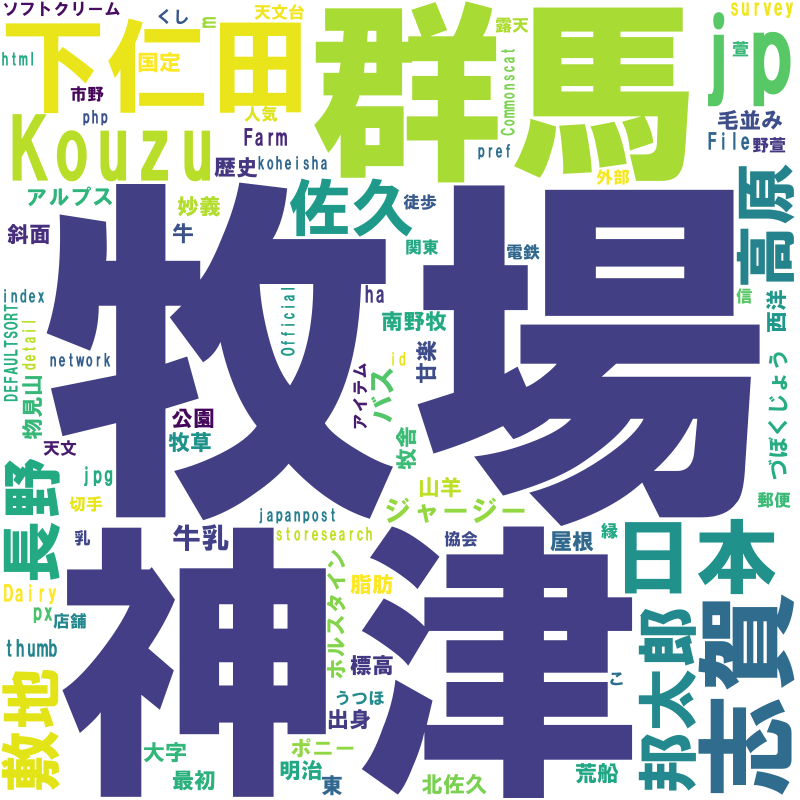 ソフトクリーム
くし
m
天文台
群馬
露天
survey
html
下仁田
国定
市野
php
人気
Commonscat
jp
萱
毛並み
File
野萱
Kouzu
Farm
歴史
koheisha
pref
外部
アルプス
妙義
佐久
徒歩
高原
斜面
牛
関東
電鉄
牧場
index
ha
Official
信
西洋
DEFAULTSORT
detail
南野牧
network
id
甘楽
物見山
アイテム
バス
づぼくじょう
公園
牧草
天文
牧舎
長野
jpg
山羊
切手
ジャージー
郵便
japanpost
乳
牛乳
storesearch
協会
屋根
縁
日本
神津
Dairy
px
店舗
ホルスタイン
脂肪
thumb
標高
邦太郎
志賀
こ
敷地
うつほ
出身
大字
ポニー
最初
明治
東
北佐久
荒船